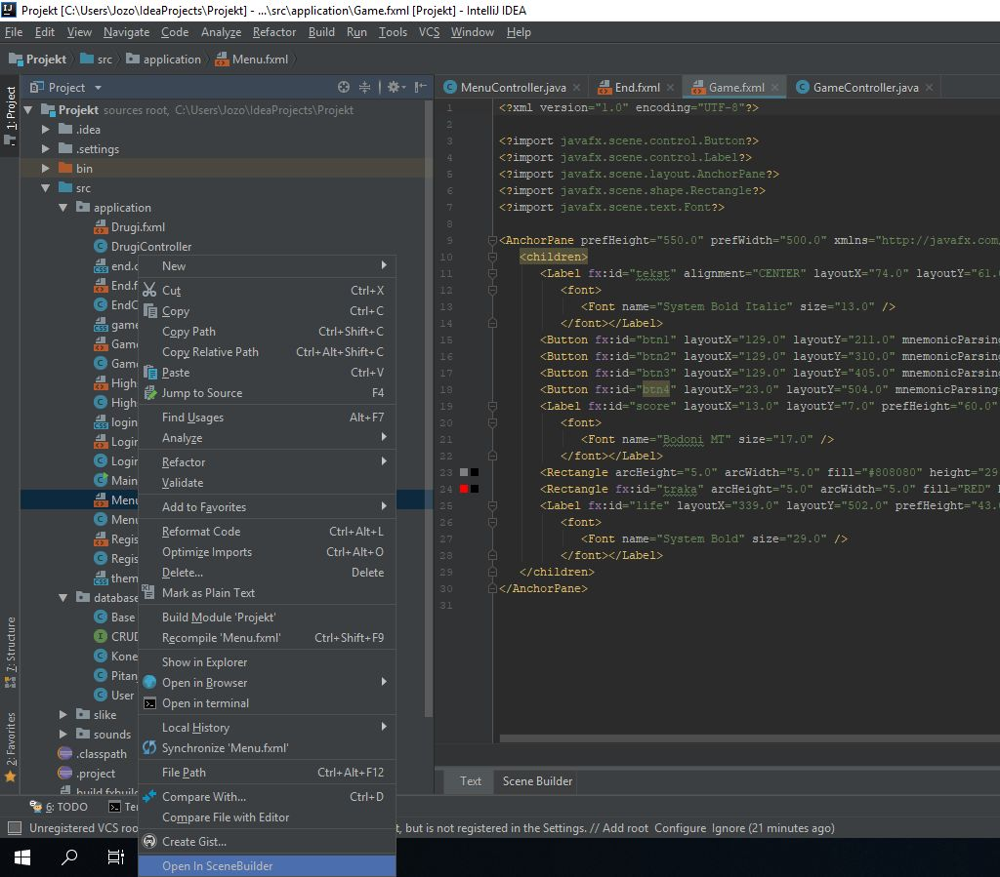 Projekt [C:\Users\Jozo\IdeaProjects\Projekt] - ...\src\application\Game.fxml [Projekt] - IntelliJ IDEA
File Edit View Navigate Code Analyze Refactor Build Run Tools VCS Window Help
Projekt src application Menu.fxml
1: Project
7: Structure
2: Favorites
Project
Projekt sources root, C:\Users\Jozo\IdeaProjects\Projekt
.idea
.settings
bin
src
application
Drugi.fxml
DrugiController
end.c
End.f
EndC
game
Game
Game
High
High
login
Login
Login
Main
Menu
Menu
Regis
Regis
them
database
Base
CRUD
Kone
Pitan
User
slike
sounds
.classpath
.project
build.fxbuil
New
Cut Ctrl+X
Copy Ctrl+C
Copy Path Ctrl+Shift+C
Copy Relative Path Ctrl+Alt+Shift+C
Paste Ctrl+V
Jump to Source F4
Find Usages Alt+F7
Analyze
Refactor
Validate
Add to Favorites
Reformat Code Ctrl+Alt+L
Optimize Imports Ctrl+Alt+O
Delete... Delete
Mark as Plain Text
Build Module 'Projekt'
Recompile 'Menu.fxml' Ctrl+Shift+F9
Show in Explorer
Open in Browser
Open in terminal
Local History
Synchronize 'Menu.fxml'
File Path Ctrl+Alt+F12
Compare With... Ctrl+D
Compare File with Editor
Create Gist...
Open In SceneBuilder
MenuController.java End.fxml Game.fxml GameController.java
1 <?xml version="1.0" encoding="UTF-8"?>
2
3 <?import javafx.scene.control.Button?>
4 <?import javafx.scene.control.Label?>
5 <?import javafx.scene.layout.AnchorPane?>
6 <?import javafx.scene.shape.Rectangle?>
7 <?import javafx.scene.text.Font?>
8
9 <AnchorPane prefHeight="550.0" prefWidth="500.0" xmlns="http://javafx.com
10 <children>
11 <Label fx:id="tekst" alignment="CENTER" layoutX="74.0" layoutY="61.
12 <font>
13 <Font name="System Bold Italic" size="13.0" />
14 </font></Label>
15 <Button fx:id="btn1" layoutX="129.0" layoutY="211.0" mnemonicParsin
16 <Button fx:id="btn2" layoutX="129.0" layoutY="310.0" mnemonicParsin
17 <Button fx:id="btn3" layoutX="129.0" layoutY="405.0" mnemonicParsin
18 <Button fx:id="btn4" layoutX="23.0" layoutY="504.0" mnemonicParsing
19 <Label fx:id="score" layoutX="13.0" layoutY="7.0" prefHeight="60.0"
20 <font>
21 <Font name="Bodoni MT" size="17.0" />
22 </font></Label>
23 <Rectangle arcHeight="5.0" arcWidth="5.0" fill="#808080" height="29
24 <Rectangle fx:id="traka" arcHeight="5.0" arcWidth="5.0" fill="RED"
25 <Label fx:id="life" layoutX="339.0" layoutY="502.0" prefHeight="43.
26 <font>
27 <Font name="System Bold" size="29.0" />
28 </font></Label>
29 </children>
30 </AnchorPane>
31
Text Scene Builder
6: TODO Te
Unregistered VCS roo t, but is not registered in the Settings. // Add root Configure Ignore (21 minutes ago)